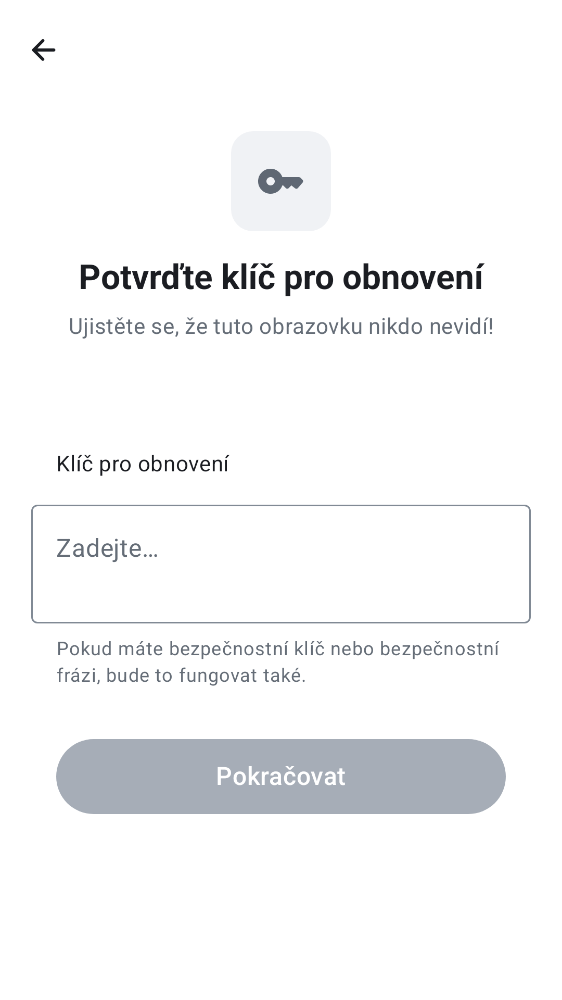 Potvrďte klíč pro obnovení
Ujistěte se, že tuto obrazovku nikdo nevidí!
Klíč pro obnovení
Zadejte…
Pokud máte bezpečnostní klíč nebo bezpečnostní
frázi, bude to fungovat také.
Pokračovat